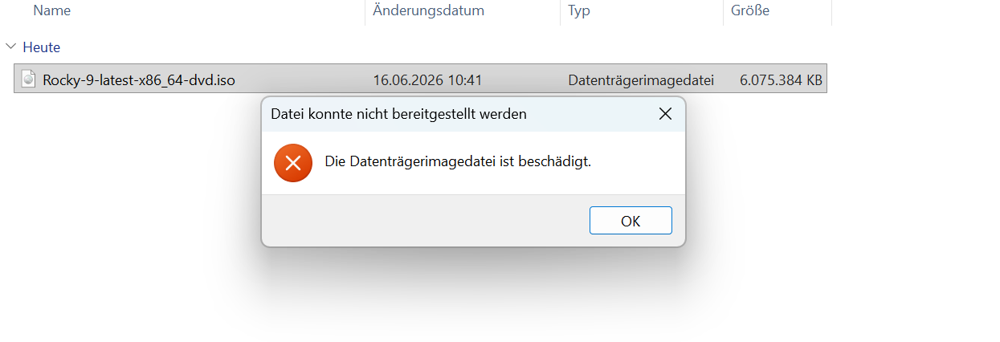 Name Änderungsdatum Typ Größe
Heute
Rocky-9-latest-x86_64-dvd.iso 16.06.2026 10:41 Datenträgerimagedatei 6.075.384 KB
Datei konnte nicht bereitgestellt werden
Die Datenträgerimagedatei ist beschädigt.
OK